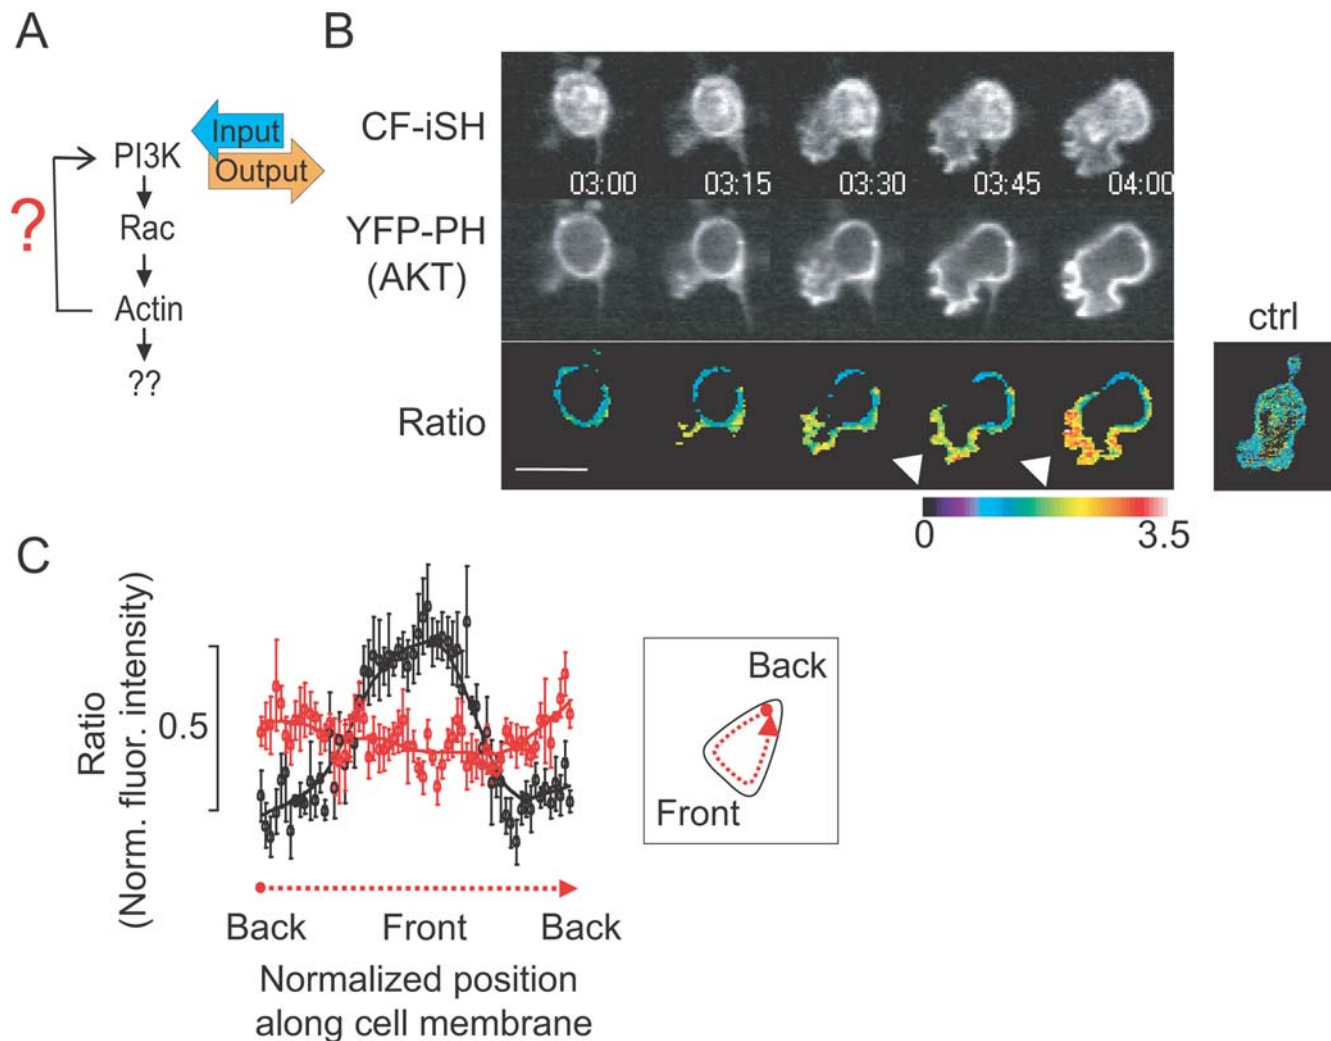 A
B
Input
Output
PI3K
Rac
Actin
??
?
CF-iSH
03:00 03:15 03:30 03:45 04:00
YFP-PH
(AKT)
Ratio
ctrl
0 3.5
C
Ratio
(Norm. fluor. intensity)
0.5
Back Front Back
Normalized position
along cell membrane
Back
Front